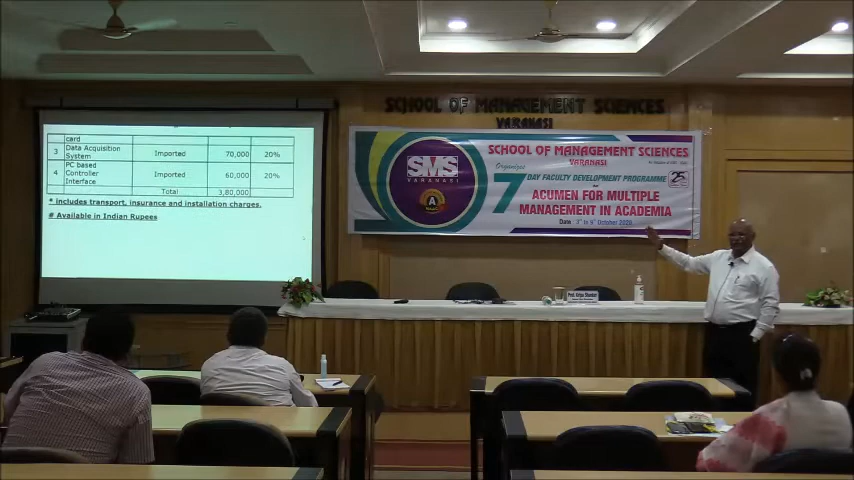 SCHOOL OF MANAGEMENT SCIENCES
VARANASI
card
3 Data Acquisition System Imported 70,000 20%
4 PC based Controller Interface Imported 60,000 20%
Total 3,80,000
* Includes transport, insurance and installation charges.
# Available in Indian Rupees
SMS
VARANASI
A
SCHOOL OF MANAGEMENT SCIENCES
VARANASI
Organizes
7 DAY FACULTY DEVELOPMENT PROGRAMME
on
ACUMEN FOR MULTIPLE
MANAGEMENT IN ACADEMIA
25